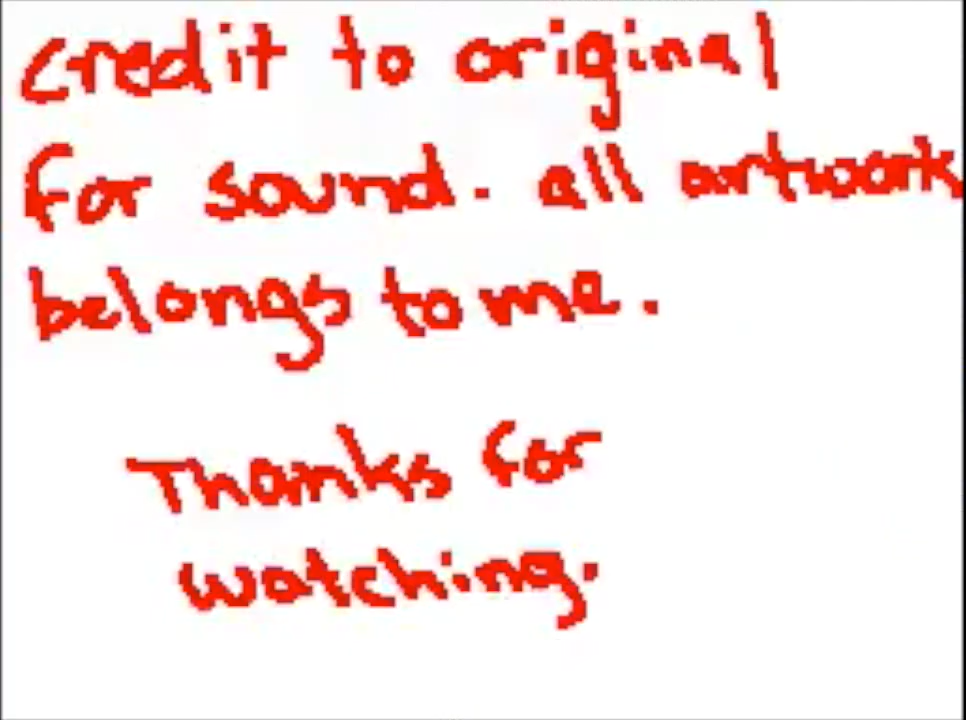 credit to original
for sound. all artwork
belongs to me.
Thanks for
watching.